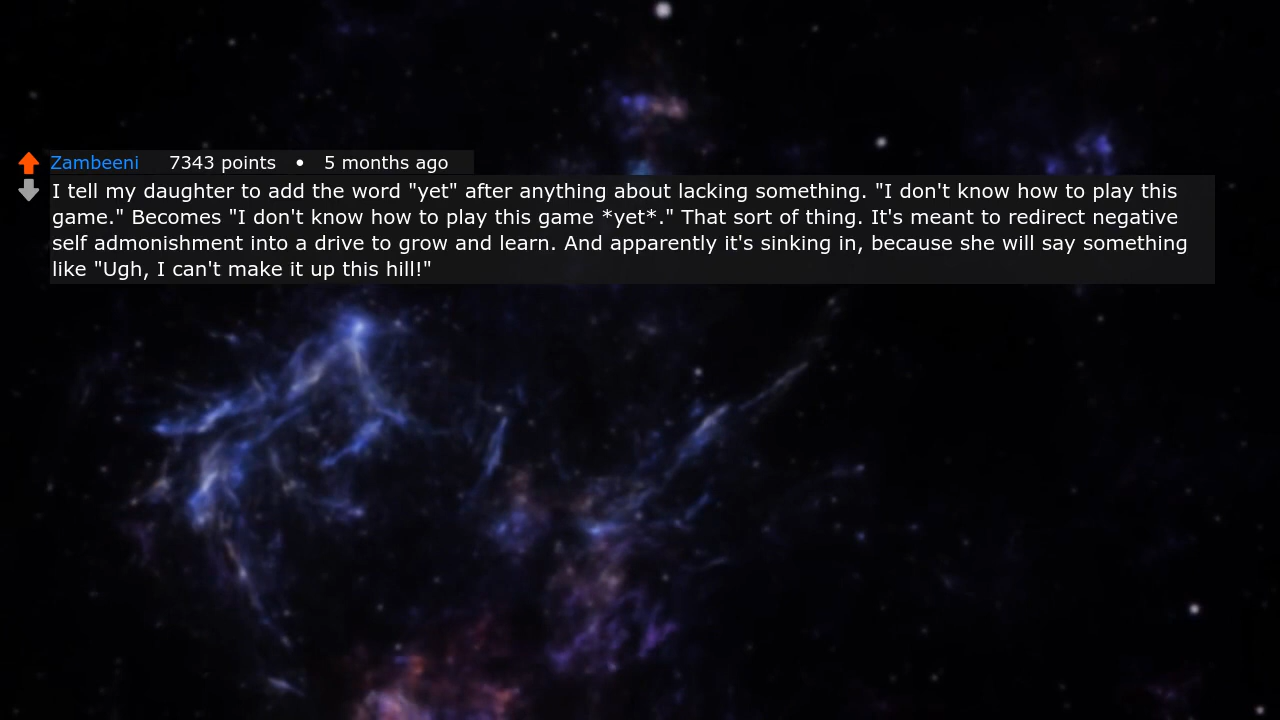 Zambeeni 7343 points • 5 months ago
I tell my daughter to add the word "yet" after anything about lacking something. "I don't know how to play this
game." Becomes "I don't know how to play this game *yet*." That sort of thing. It's meant to redirect negative
self admonishment into a drive to grow and learn. And apparently it's sinking in, because she will say something
like "Ugh, I can't make it up this hill!"